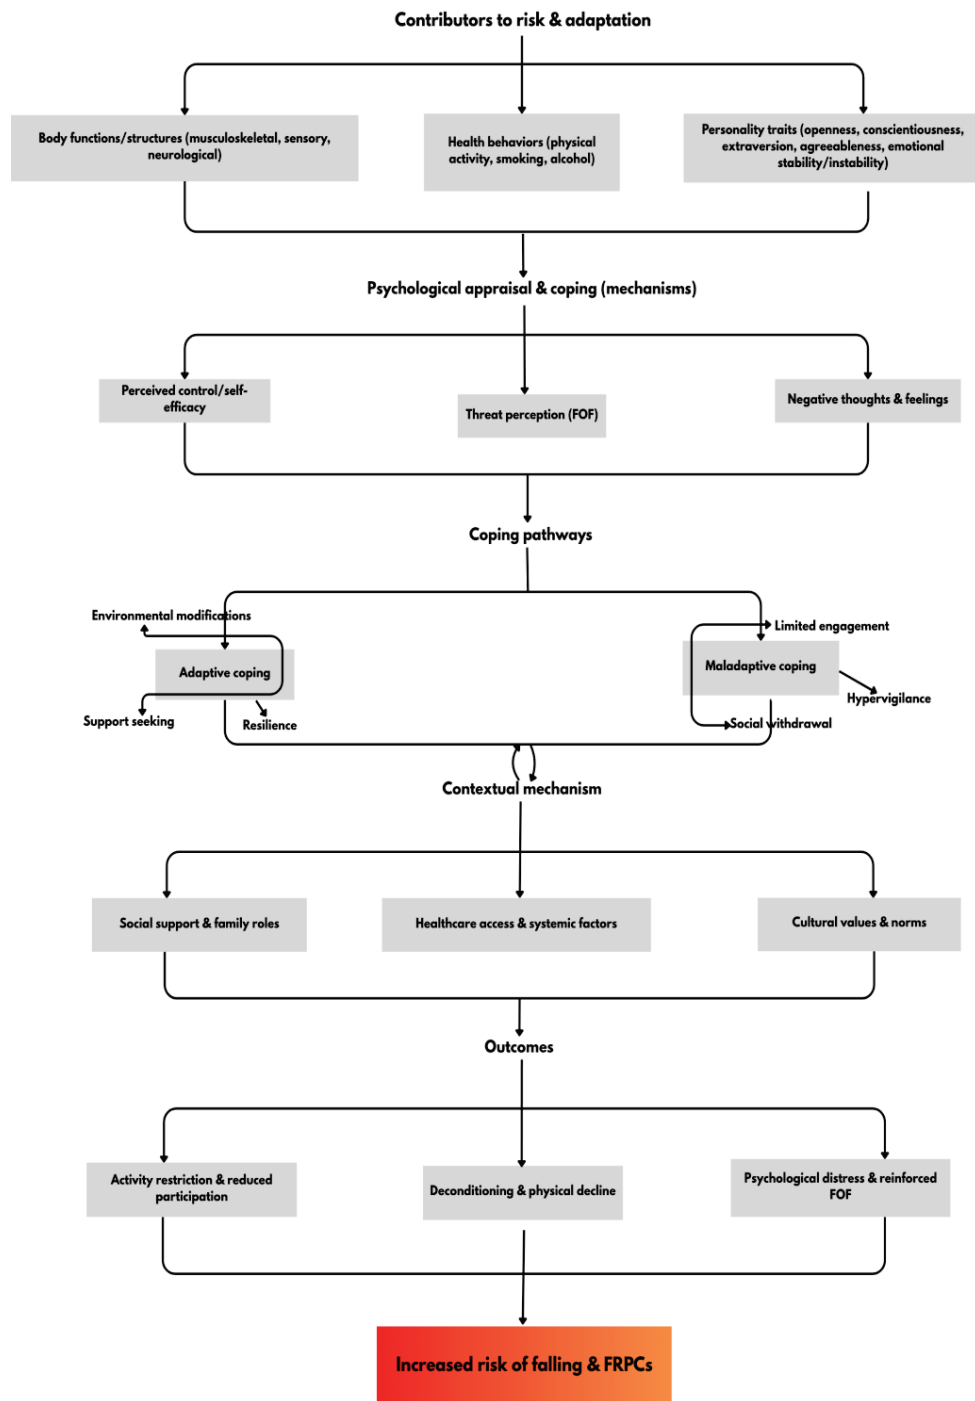 Contributors to risk & adaptation
Body functions/structures (musculoskeletal, sensory,
neurological)
Health behaviors (physical
activity, smoking, alcohol)
Personality traits (openness, conscientiousness,
extraversion, agreeableness, emotional
stability/instability)
Psychological appraisal & coping (mechanisms)
Perceived control/self-
efficacy
Threat perception (FOF)
Negative thoughts & feelings
Coping pathways
Environmental modifications
Adaptive coping
Support seeking
Resilience
Limited engagement
Maladaptive coping
Hypervigilance
Social withdrawal
Contextual mechanism
Social support & family roles
Healthcare access & systemic factors
Cultural values & norms
Outcomes
Activity restriction & reduced
participation
Deconditioning & physical decline
Psychological distress & reinforced
FOF
Increased risk of falling & FRPCs